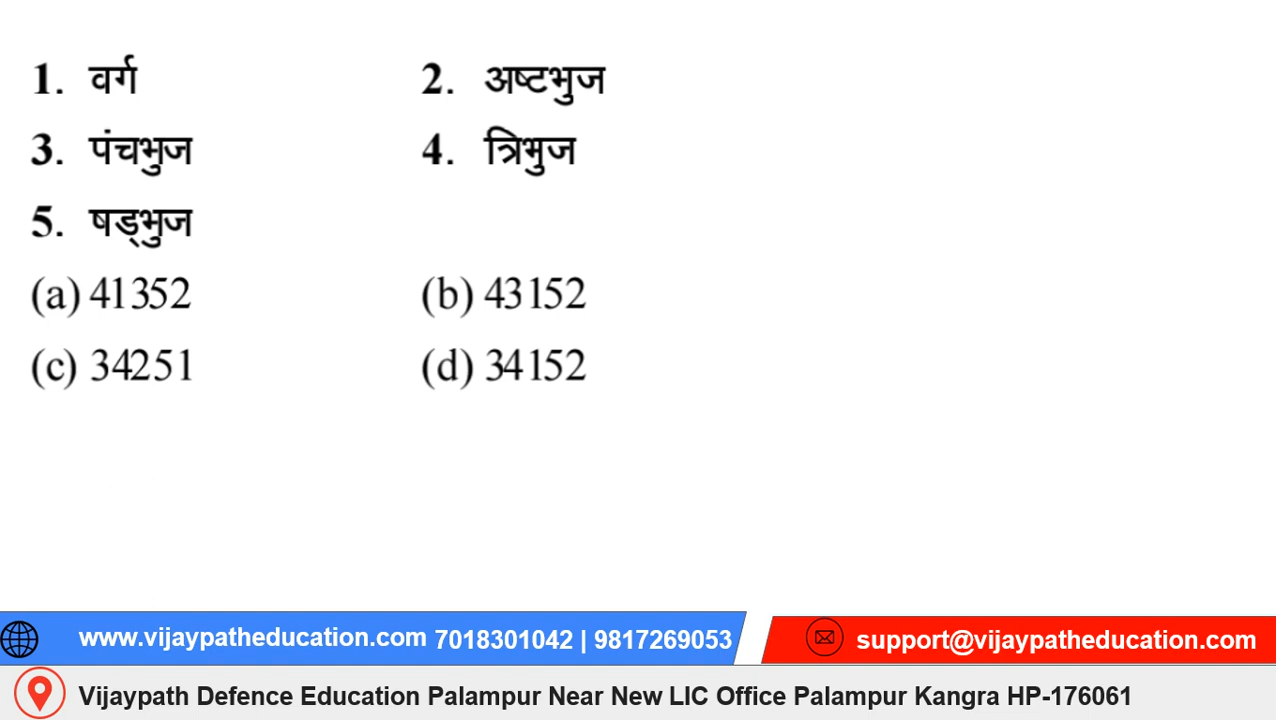 1. वर्ग 2. अष्टभुज
3. पंचभुज 4. त्रिभुज
5. षड्भुज
(a) 41352 (b) 43152
(c) 34251 (d) 34152
www.vijaypatheducation.com 7018301042 | 9817269053 support@vijaypatheducation.com
Vijaypath Defence Education Palampur Near New LIC Office Palampur Kangra HP-176061